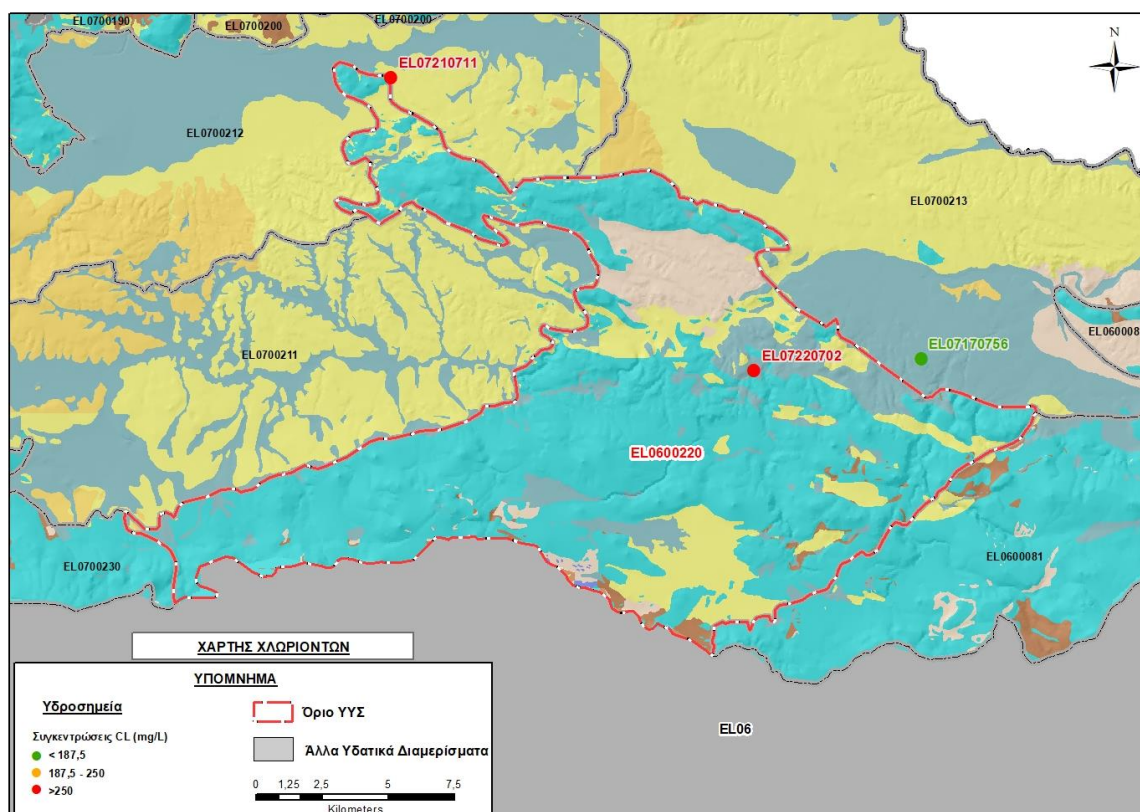 EL0700190
EL0700200
EL0700200
N
EL07210711
EL0700212
EL0700213
EL060008
EL0700211
EL07170756
EL07220702
EL0600220
EL0600081
EL0700230
EL06
ΧΑΡΤΗΣ ΧΛΩΡΙΟΝΤΩΝ
ΥΠΟΜΝΗΜΑ
Υδροσημεία
Συγκεντρώσεις CL (mg/L)
< 187,5
187,5 - 250
>250
Όριο ΥΥΣ
Άλλα Υδατικά Διαμερίσματα
0 1,25 2,5 5 7,5
Kilometers